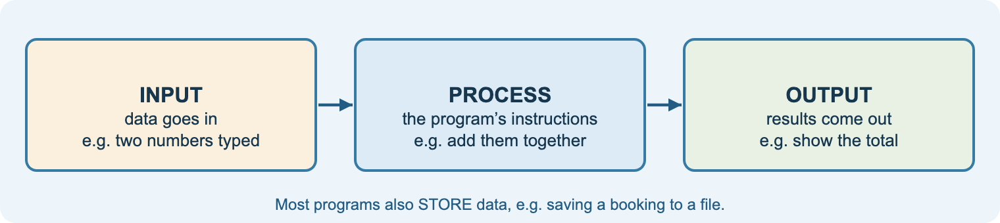 INPUT
data goes in
e.g. two numbers typed
PROCESS
the program’s instructions
e.g. add them together
OUTPUT
results come out
e.g. show the total
Most programs also STORE data, e.g. saving a booking to a file.